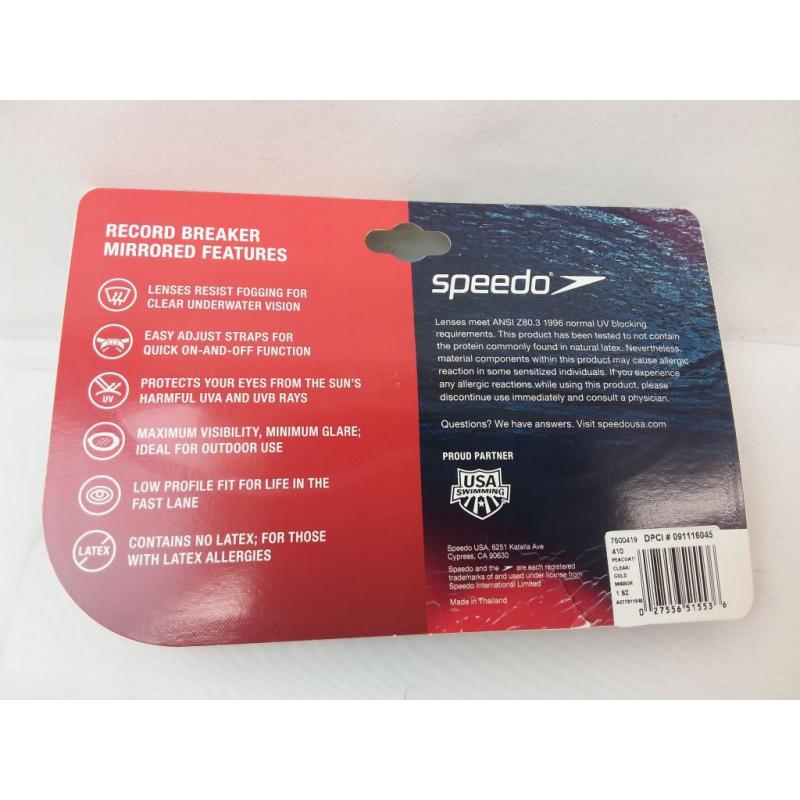 RECORD BREAKER
MIRRORED FEATURES
LENSES RESIST FOGGING FOR
CLEAR UNDERWATER VISION
EASY ADJUST STRAPS FOR
QUICK ON-AND-OFF FUNCTION
UV
PROTECTS YOUR EYES FROM THE SUN'S
HARMFUL UVA AND UVB RAYS
MAXIMUM VISIBILITY, MINIMUM GLARE;
IDEAL FOR OUTDOOR USE
LOW PROFILE FIT FOR LIFE IN THE
FAST LANE
LATEX
CONTAINS NO LATEX; FOR THOSE
WITH LATEX ALLERGIES
speedo®
Lenses meet ANSI Z80.3 1996 normal UV blocking
requirements. This product has been tested to not contain
the protein commonly found in natural latex. Nevertheless,
material components within this product may cause allergic
reaction in some sensitized individuals. If you experience
any allergic reactions while using this product, please
discontinue use immediately and consult a physician.
Questions? We have answers. Visit speedousa.com
PROUD PARTNER
USA
SWIMMING
Speedo USA, 6251 Katella Ave
Cypress, CA 90630
Speedo and the are each registered
trademarks of and used under license from
Speedo International Limited
Made in Thailand
7500419 DPCI # 091116045
410
PEACOAT/
CLEAR/
GOLD
MIRROR
1 SZ
0 27556 51553 6